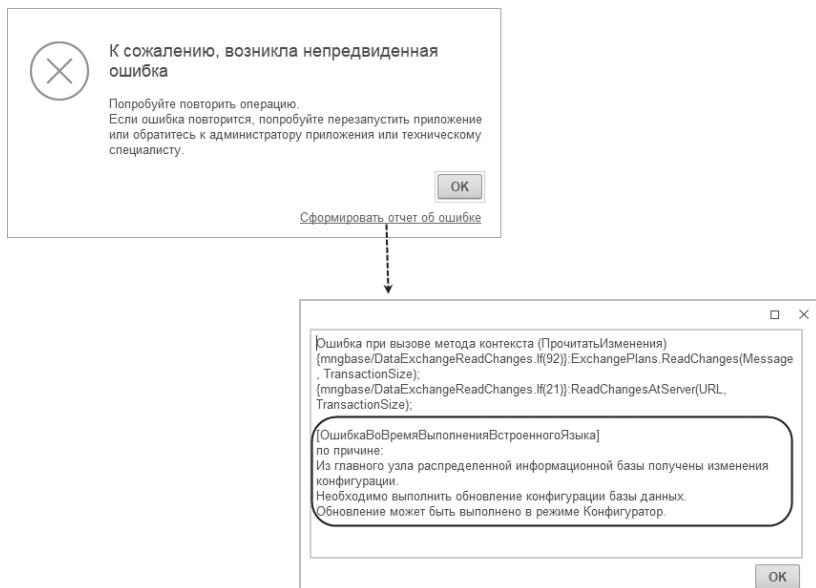 К сожалению, возникла непредвиденная
ошибка
Попробуйте повторить операцию.
Если ошибка повторится, попробуйте перезапустить приложение
или обратитесь к администратору приложения или техническому
специалисту.
OK
Сформировать отчет об ошибке
Ошибка при вызове метода контекста (ПрочитатьИзменения)
{mngbase/DataExchangeReadChanges.lf(92)}:ExchangePlans.ReadChanges(Message
, TransactionSize);
{mngbase/DataExchangeReadChanges.lf(21)}:ReadChangesAtServer(URL,
TransactionSize);
[ОшибкаВоВремяВыполненияВстроенногоЯзыка]
по причине:
Из главного узла распределенной информационной базы получены изменения
конфигурации.
Необходимо выполнить обновление конфигурации базы данных.
Обновление может быть выполнено в режиме Конфигуратор.
OK